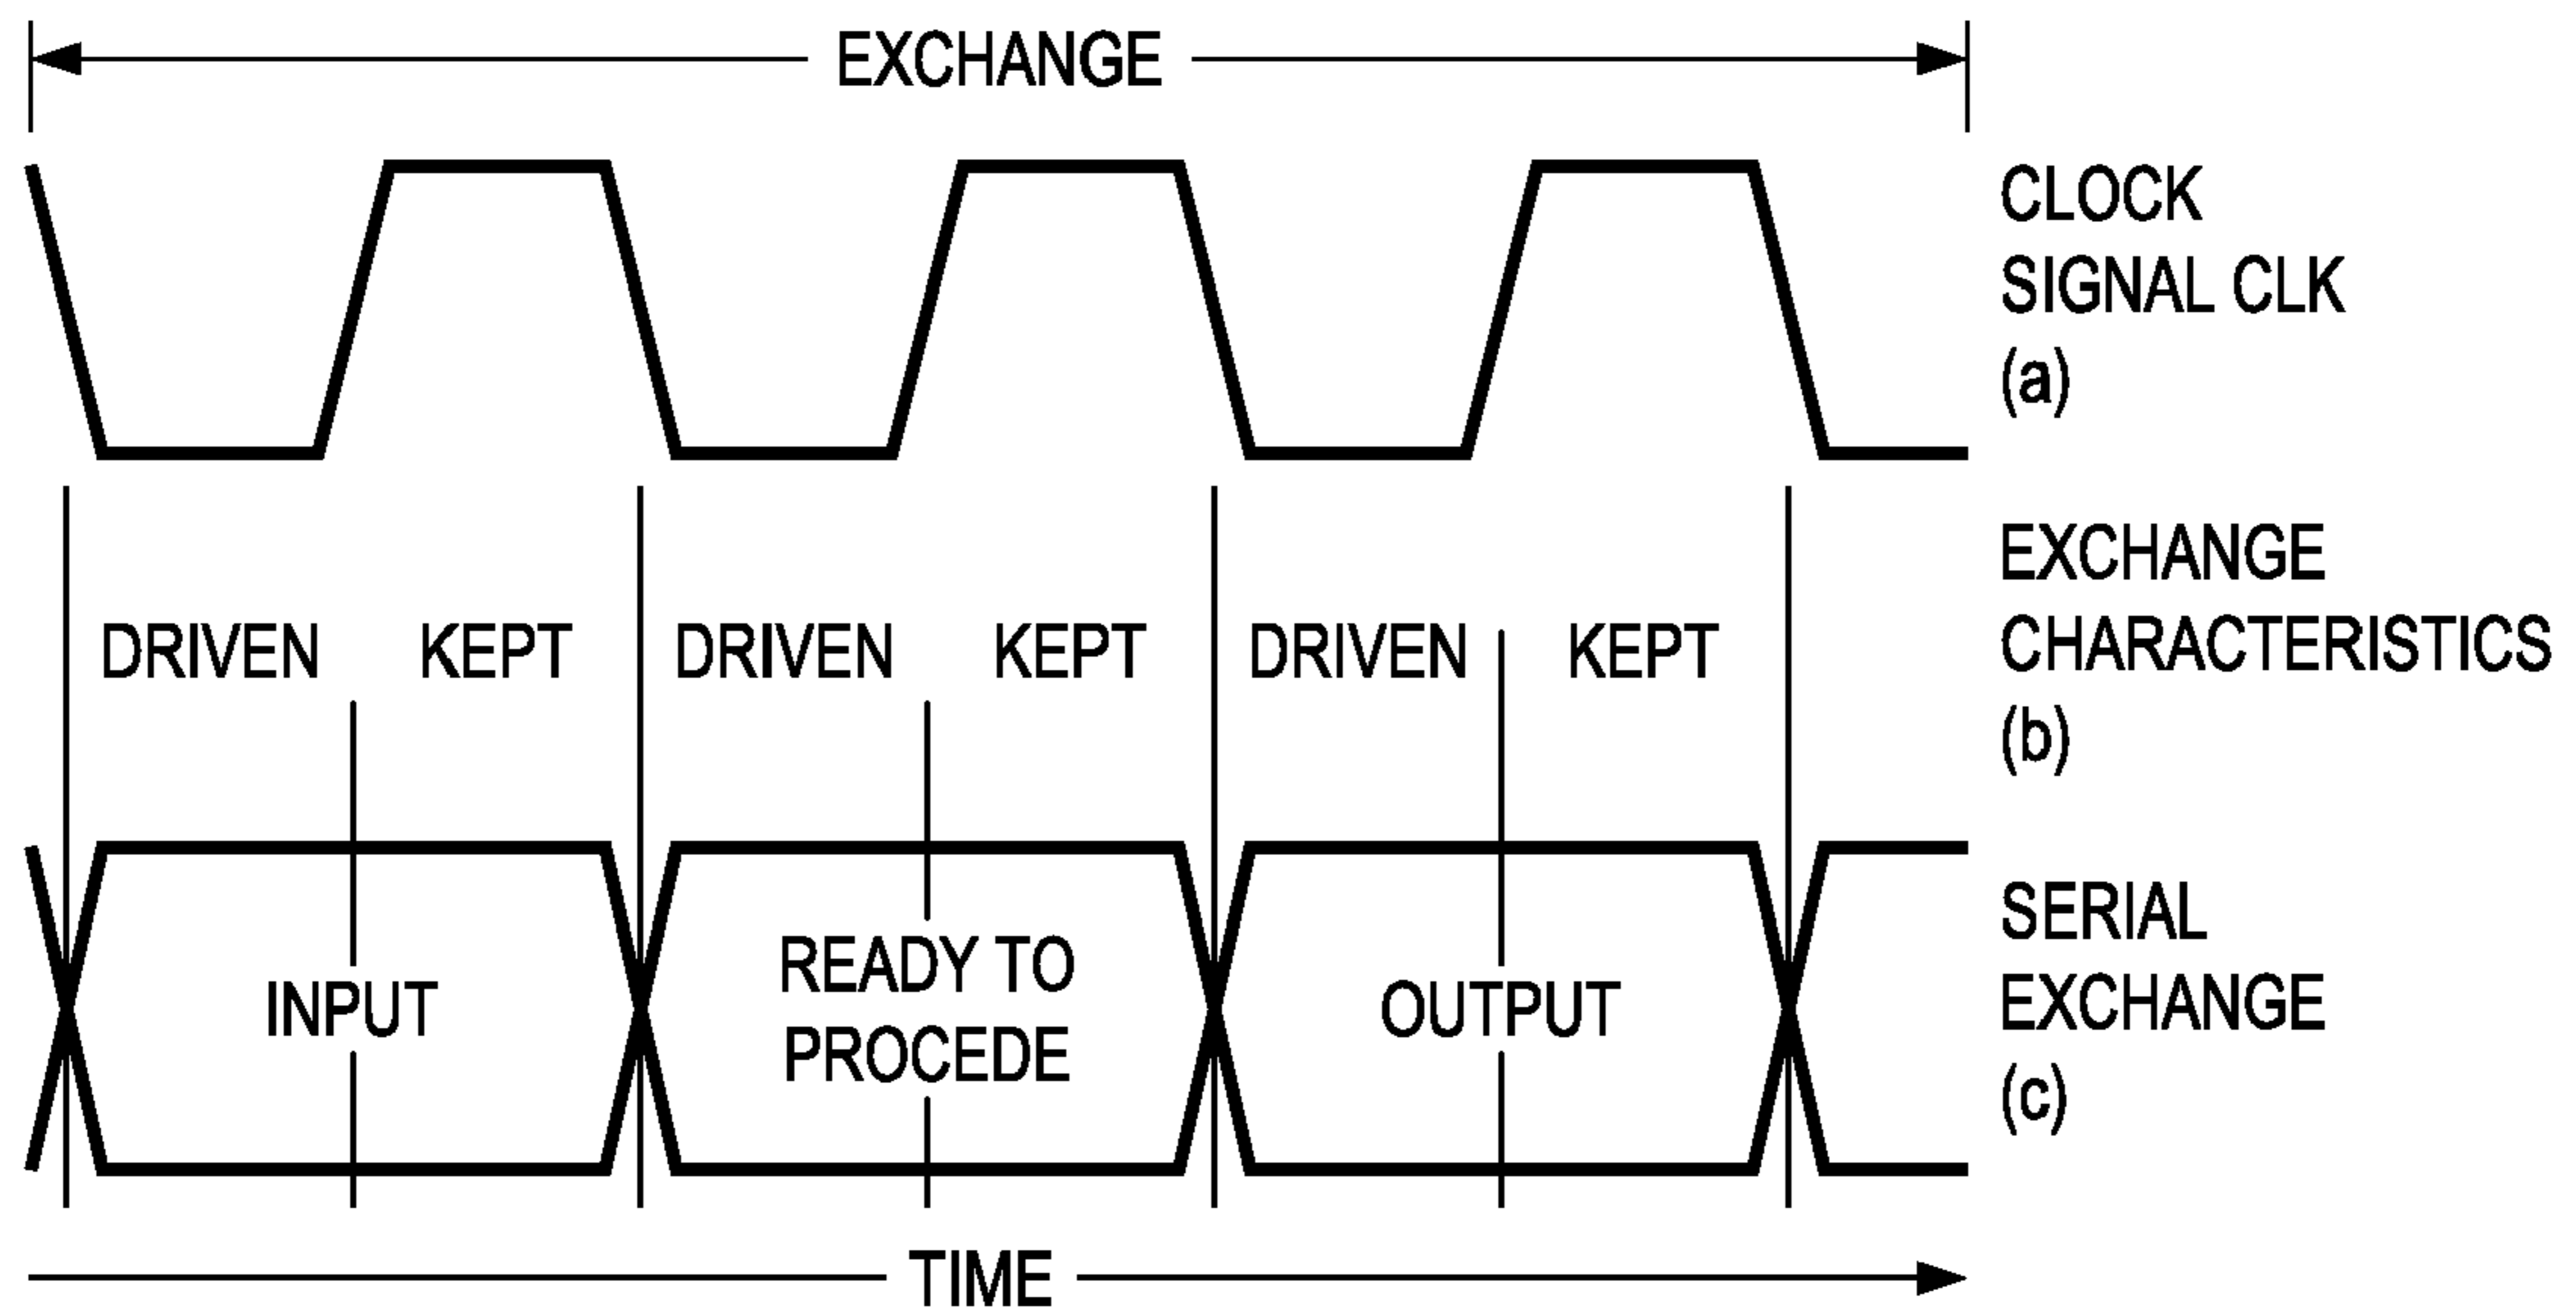 EXCHANGE
CLOCK
SIGNAL CLK
(a)
EXCHANGE
CHARACTERISTICS
(b)
DRIVEN KEPT DRIVEN KEPT DRIVEN KEPT
INPUT
READY TO
PROCEDE
OUTPUT
SERIAL
EXCHANGE
(c)
TIME